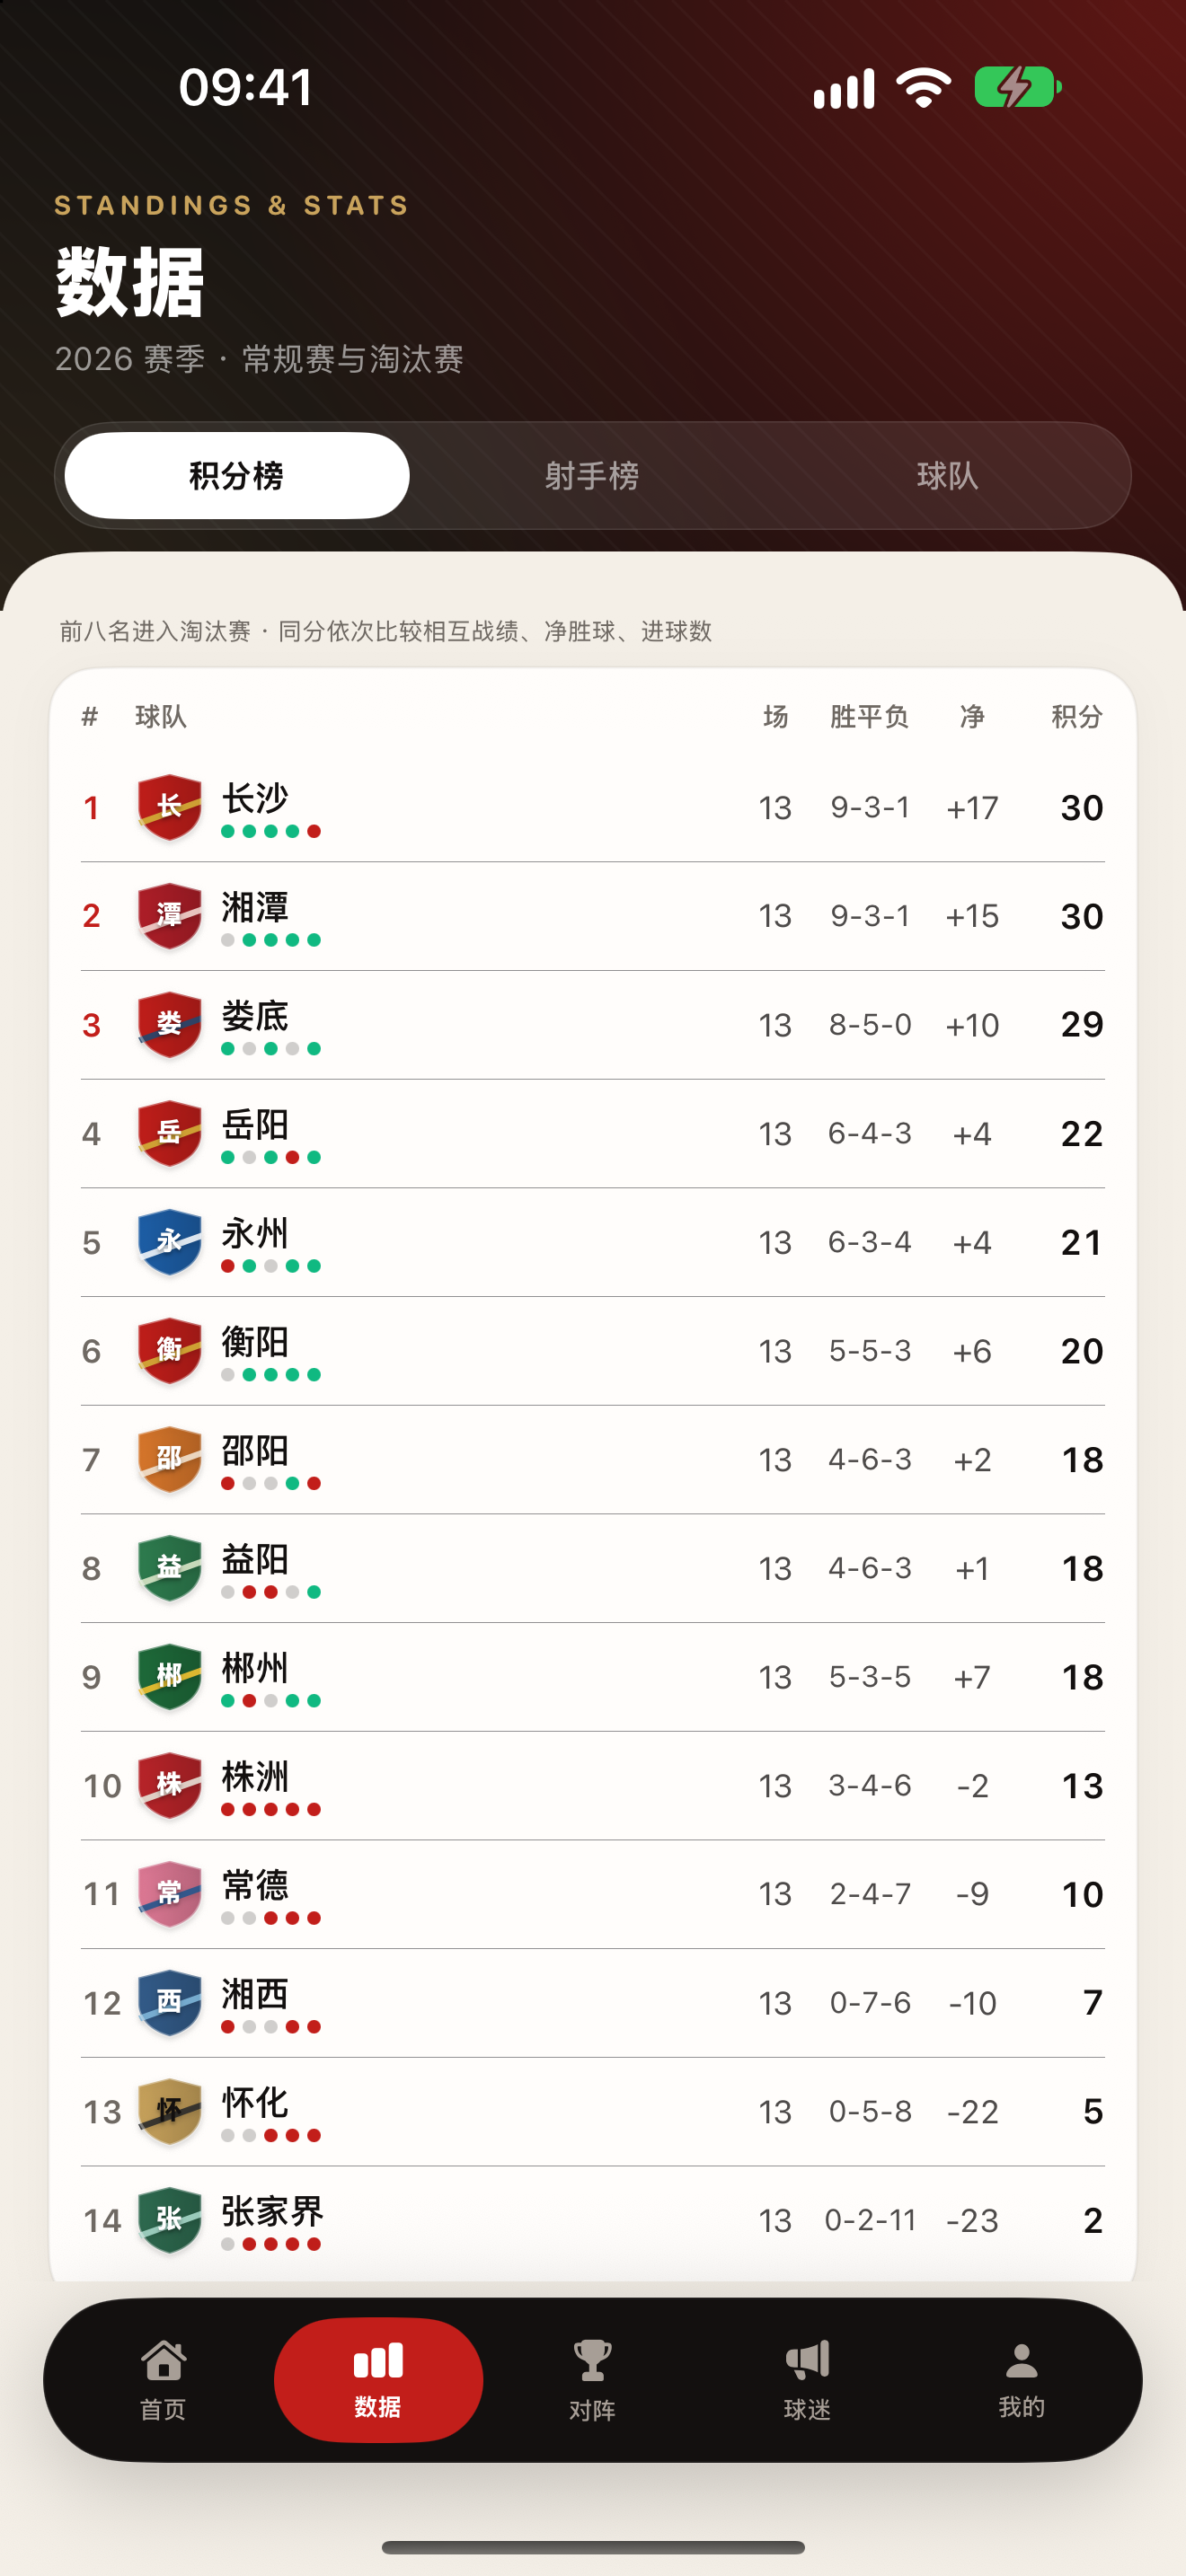 09:41
STANDINGS & STATS
数据
2026 赛季 · 常规赛与淘汰赛
积分榜 射手榜 球队
前八名进入淘汰赛 · 同分依次比较相互战绩、净胜球、进球数
# 球队 场 胜平负 净 积分
1 长 长沙 13 9-3-1 +17 30
2 潭 湘潭 13 9-3-1 +15 30
3 娄 娄底 13 8-5-0 +10 29
4 岳 岳阳 13 6-4-3 +4 22
5 永 永州 13 6-3-4 +4 21
6 衡 衡阳 13 5-5-3 +6 20
7 邵 邵阳 13 4-6-3 +2 18
8 益 益阳 13 4-6-3 +1 18
9 郴 郴州 13 5-3-5 +7 18
10 株 株洲 13 3-4-6 -2 13
11 常 常德 13 2-4-7 -9 10
12 西 湘西 13 0-7-6 -10 7
13 怀 怀化 13 0-5-8 -22 5
14 张 张家界 13 0-2-11 -23 2
首页 数据 对阵 球迷 我的